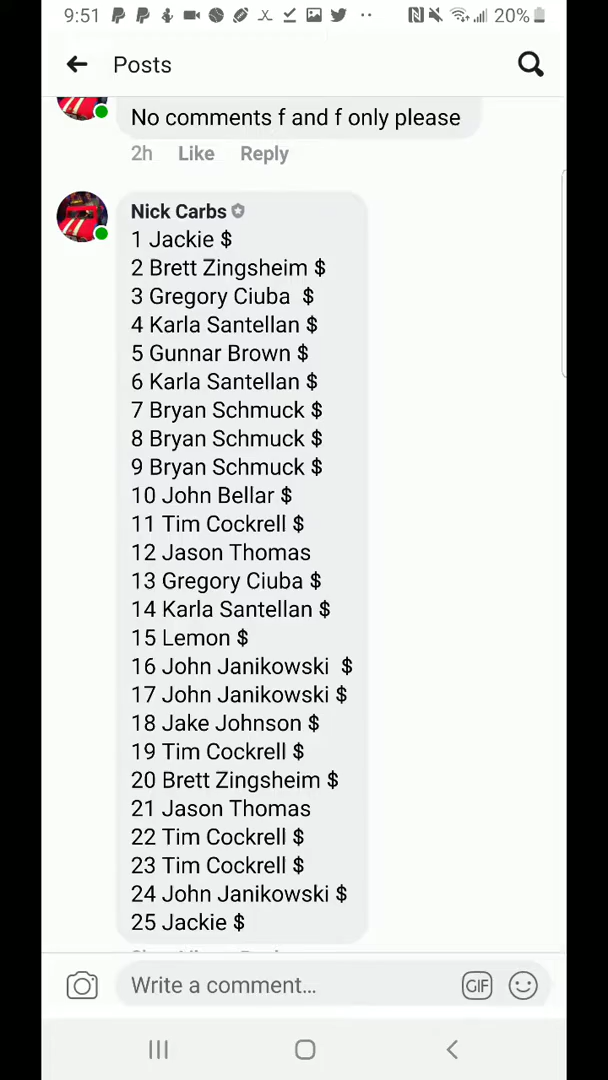 9:51
20%
Posts
No comments f and f only please
2h Like Reply
Nick Carbs
1 Jackie $
2 Brett Zingsheim $
3 Gregory Ciuba $
4 Karla Santellan $
5 Gunnar Brown $
6 Karla Santellan $
7 Bryan Schmuck $
8 Bryan Schmuck $
9 Bryan Schmuck $
10 John Bellar $
11 Tim Cockrell $
12 Jason Thomas
13 Gregory Ciuba $
14 Karla Santellan $
15 Lemon $
16 John Janikowski $
17 John Janikowski $
18 Jake Johnson $
19 Tim Cockrell $
20 Brett Zingsheim $
21 Jason Thomas
22 Tim Cockrell $
23 Tim Cockrell $
24 John Janikowski $
25 Jackie $
Write a comment...
GIF